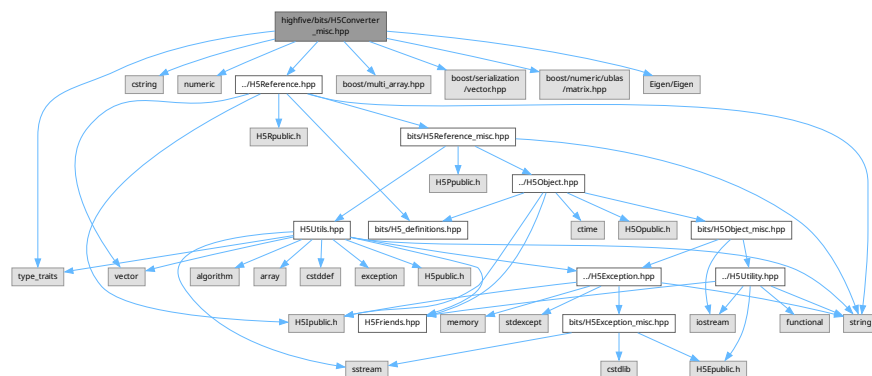 highfive/bits/H5Converter
_misc.hpp
cstring
numeric
../H5Reference.hpp
boost/multi_array.hpp
boost/serialization
/vector.hpp
boost/numeric/ublas
/matrix.hpp
Eigen/Eigen
H5Rpublic.h
bits/H5Reference_misc.hpp
H5Ppublic.h
../H5Object.hpp
H5Utils.hpp
bits/H5_definitions.hpp
ctime
H5Opublic.h
bits/H5Object_misc.hpp
type_traits
vector
algorithm
array
cstddef
exception
H5public.h
../H5Exception.hpp
../H5Utility.hpp
H5Ipublic.h
H5Friends.hpp
memory
stdexcept
bits/H5Exception_misc.hpp
iostream
functional
string
sstream
cstdlib
H5Epublic.h